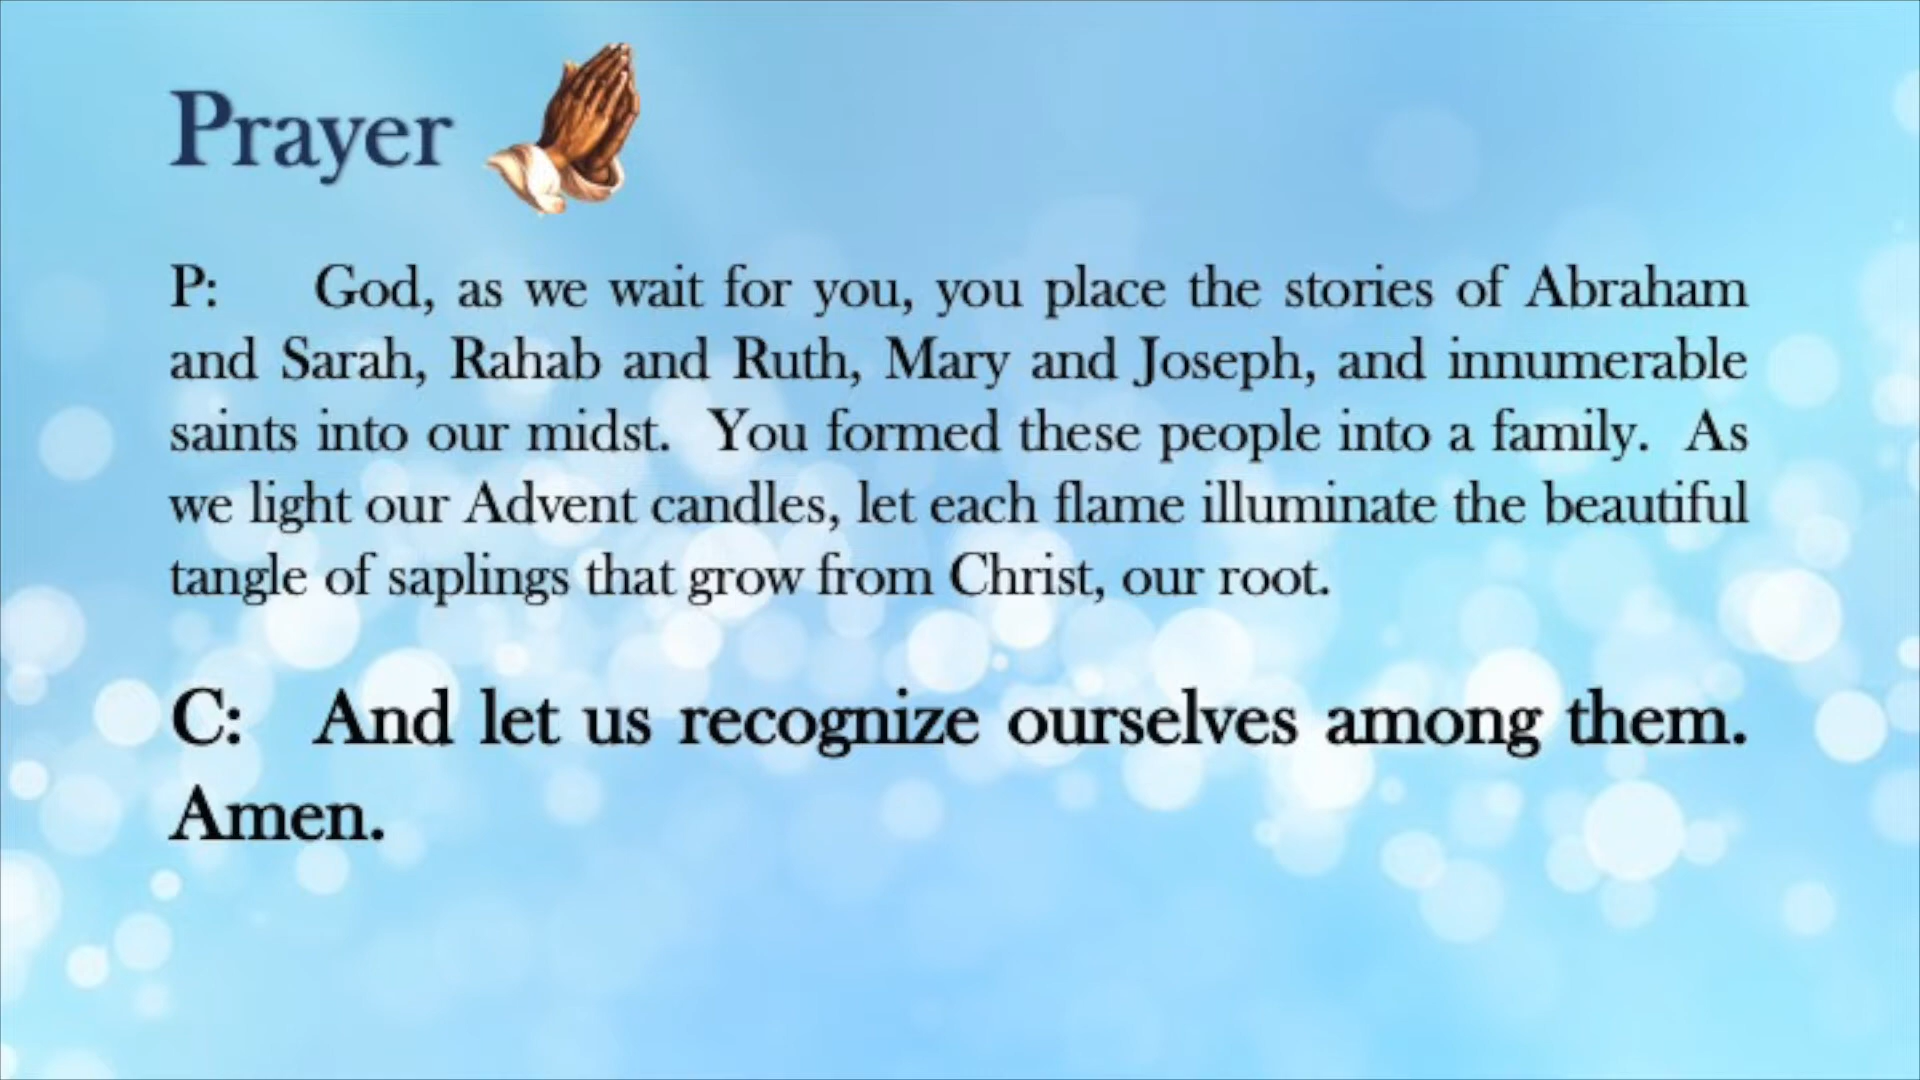 Prayer
P: God, as we wait for you, you place the stories of Abraham
and Sarah, Rahab and Ruth, Mary and Joseph, and innumerable
saints into our midst. You formed these people into a family. As
we light our Advent candles, let each flame illuminate the beautiful
tangle of saplings that grow from Christ, our root.
C: And let us recognize ourselves among them.
Amen.